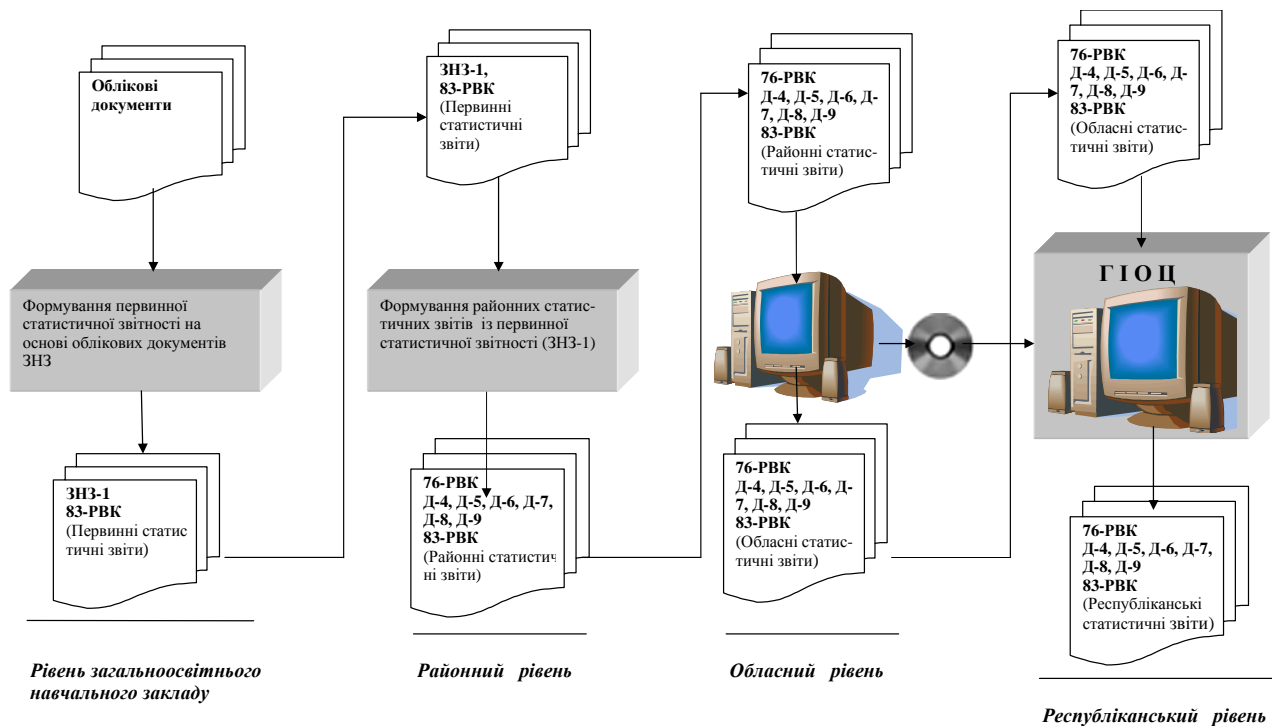 Облікові
документи
Формування первинної
статистичної звітності на
основі облікових документів
ЗНЗ
ЗНЗ-1
83-РВК
(Первинні статис
тичні звіти)
Рівень загальноосвітнього
навчального закладу
ЗНЗ-1,
83-РВК
(Первинні
статистичні
звіти)
Формування районних статис-
тичних звітів із первинної
статистичної звітності (ЗНЗ-1)
76-РВК
Д-4, Д-5, Д-6, Д-7,
Д-8, Д-9
83-РВК
(Районні статистич
ні звіти)
Районний рівень
76-РВК
Д-4, Д-5, Д-6, Д-
7, Д-8, Д-9
83-РВК
(Районні статис-
тичні звіти)
76-РВК
Д-4, Д-5, Д-6, Д-
7, Д-8, Д-9
83-РВК
(Обласні статис-
тичні звіти)
Обласний рівень
76-РВК
Д-4, Д-5, Д-6, Д-
7, Д-8, Д-9
83-РВК
(Обласні статис-
тичні звіти)
Г І О Ц
76-РВК
Д-4, Д-5, Д-6, Д-7,
Д-8, Д-9
83-РВК
(Республіканські
статистичні звіти)
Республіканський рівень